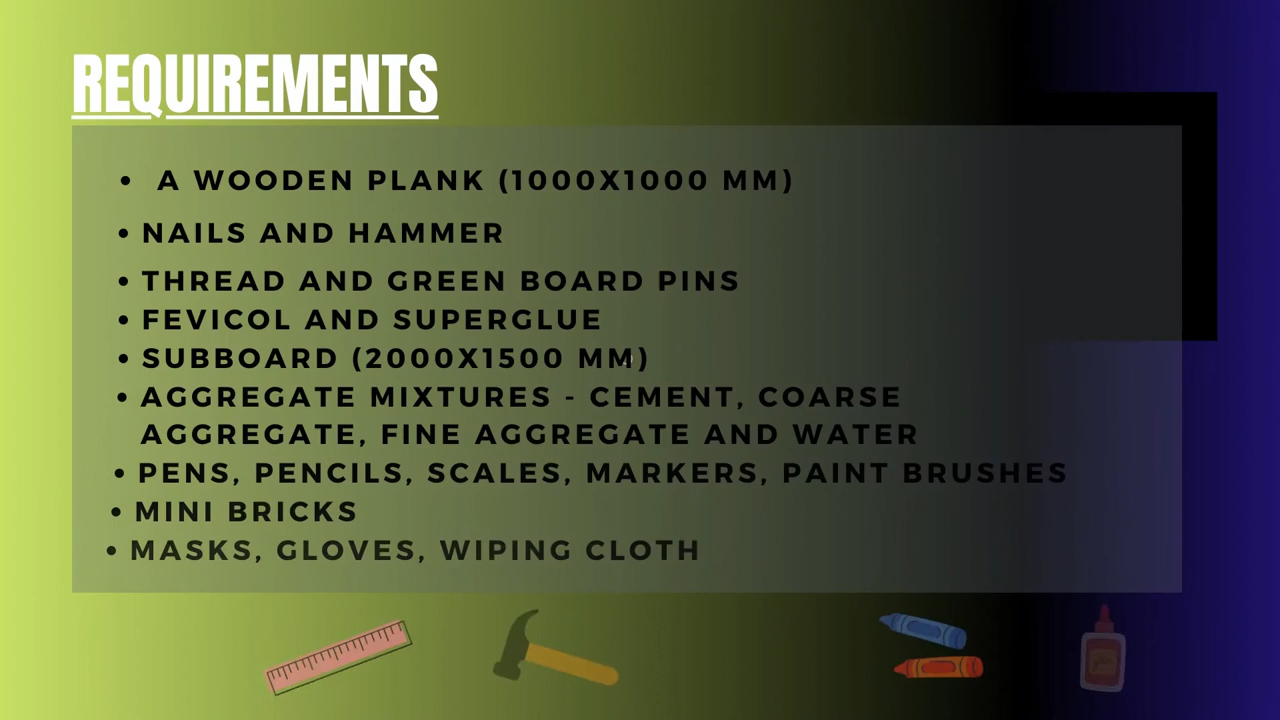 REQUIREMENTS
• A WOODEN PLANK (1000X1000 MM)
• NAILS AND HAMMER
• THREAD AND GREEN BOARD PINS
• FEVICOL AND SUPERGLUE
• SUBBOARD (2000X1500 MM)
• AGGREGATE MIXTURES - CEMENT, COARSE
AGGREGATE, FINE AGGREGATE AND WATER
• PENS, PENCILS, SCALES, MARKERS, PAINT BRUSHES
• MINI BRICKS
• MASKS, GLOVES, WIPING CLOTH